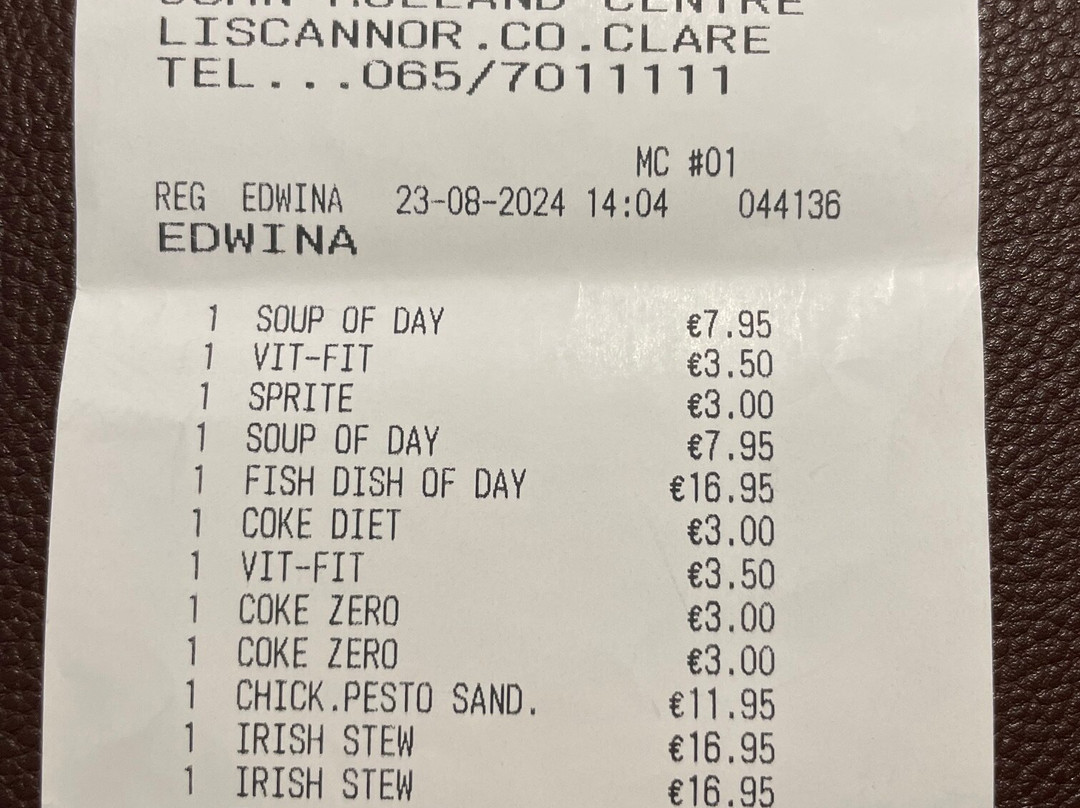 JOHN HOLLAND CENTRE
LISCANNOR.CO.CLARE
TEL...065/7011111
MC #01
REG EDWINA 23-08-2024 14:04 044136
EDWINA
1 SOUP OF DAY €7.95
1 VIT-FIT €3.50
1 SPRITE €3.00
1 SOUP OF DAY €7.95
1 FISH DISH OF DAY €16.95
1 COKE DIET €3.00
1 VIT-FIT €3.50
1 COKE ZERO €3.00
1 COKE ZERO €3.00
1 CHICK.PESTO SAND. €11.95
1 IRISH STEW €16.95
1 IRISH STEW €16.95